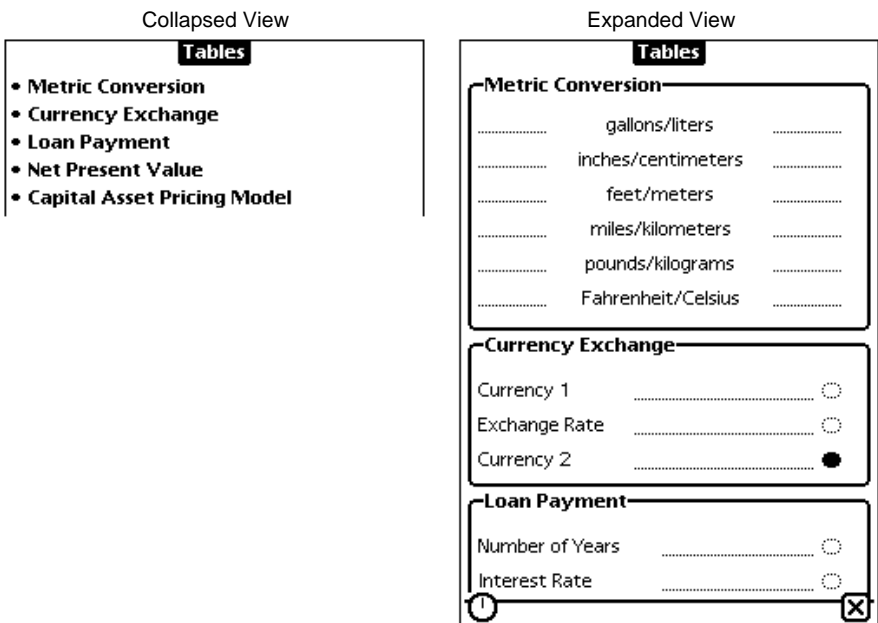 Collapsed View
Tables
• Metric Conversion
• Currency Exchange
• Loan Payment
• Net Present Value
• Capital Asset Pricing Model
Expanded View
Tables
Metric Conversion
gallons/liters
inches/centimeters
feet/meters
miles/kilometers
pounds/kilograms
Fahrenheit/Celsius
Currency Exchange
Currency 1
Exchange Rate
Currency 2
Loan Payment
Number of Years
Interest Rate